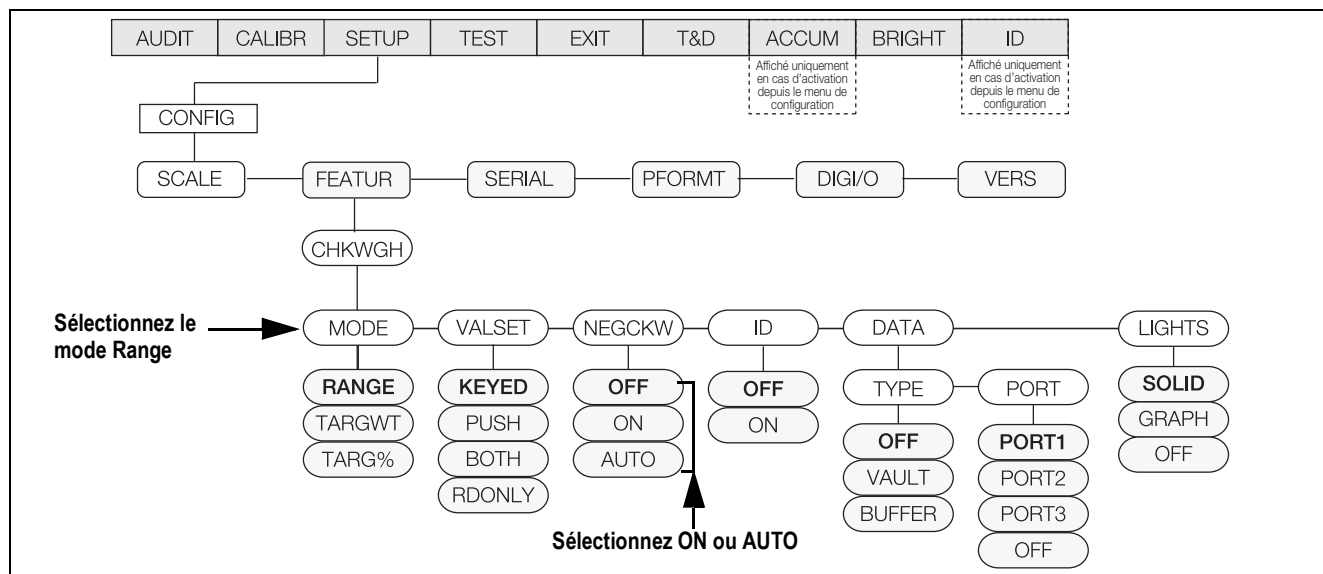 AUDIT CALIBR SETUP TEST EXIT T&D ACCUM BRIGHT ID
Affiché uniquement
en cas d'activation
depuis le menu de
configuration
Affiché uniquement
en cas d'activation
depuis le menu de
configuration
CONFIG
SCALE FEATUR SERIAL PFORMT DIGI/O VERS
CHKWGH
Sélectionnez le
mode Range
MODE VALSET NEGCKW ID DATA LIGHTS
RANGE KEYED OFF OFF TYPE PORT SOLID
TARGWT PUSH ON ON OFF PORT1 GRAPH
TARG% BOTH AUTO VAULT PORT2 OFF
RDONLY BUFFER PORT3
OFF
Sélectionnez ON ou AUTO